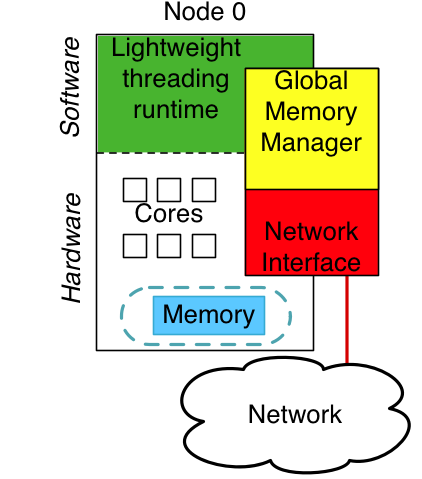 Node 0
Software
Lightweight
threading
runtime
Global
Memory
Manager
Hardware
Cores
Network
Interface
Memory
Network